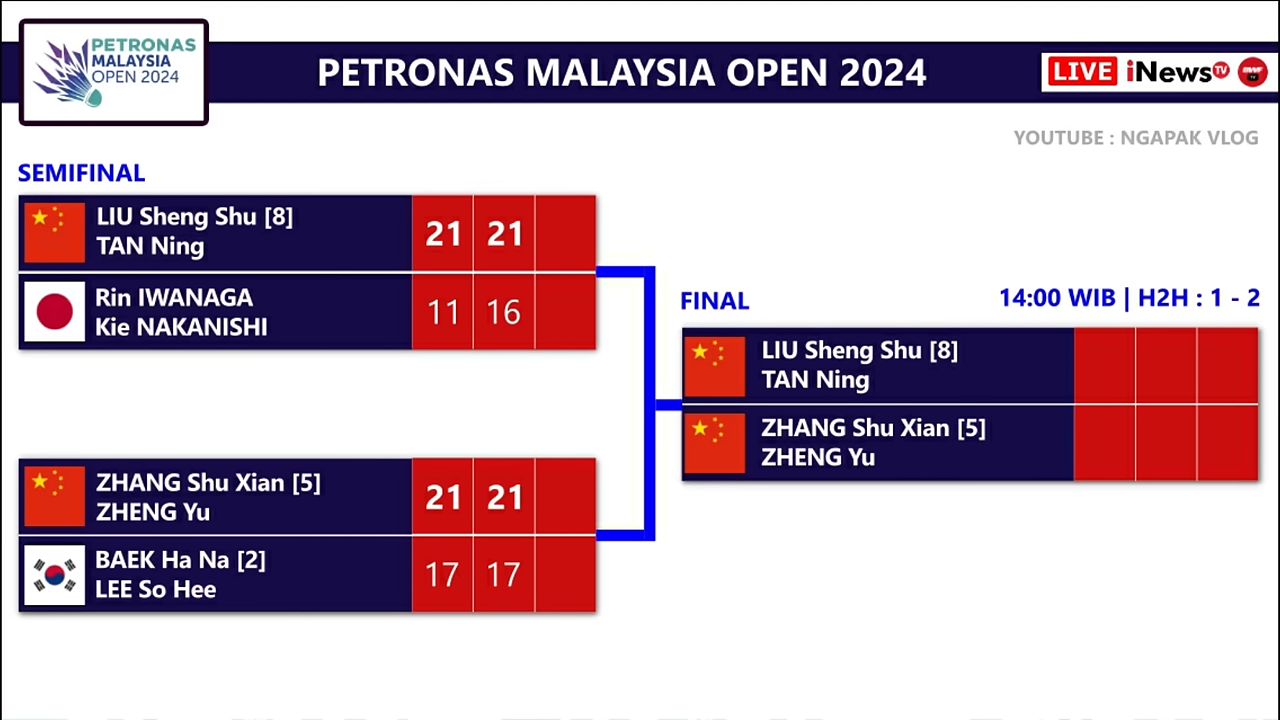 PETRONAS
MALAYSIA
OPEN 2024
PETRONAS MALAYSIA OPEN 2024
LIVE iNews TV BWF TV
YOUTUBE : NGAPAK VLOG
SEMIFINAL
LIU Sheng Shu [8]
TAN Ning
21 21
Rin IWANAGA
Kie NAKANISHI
11 16
ZHANG Shu Xian [5]
ZHENG Yu
21 21
BAEK Ha Na [2]
LEE So Hee
17 17
FINAL
14:00 WIB | H2H : 1 - 2
LIU Sheng Shu [8]
TAN Ning
ZHANG Shu Xian [5]
ZHENG Yu